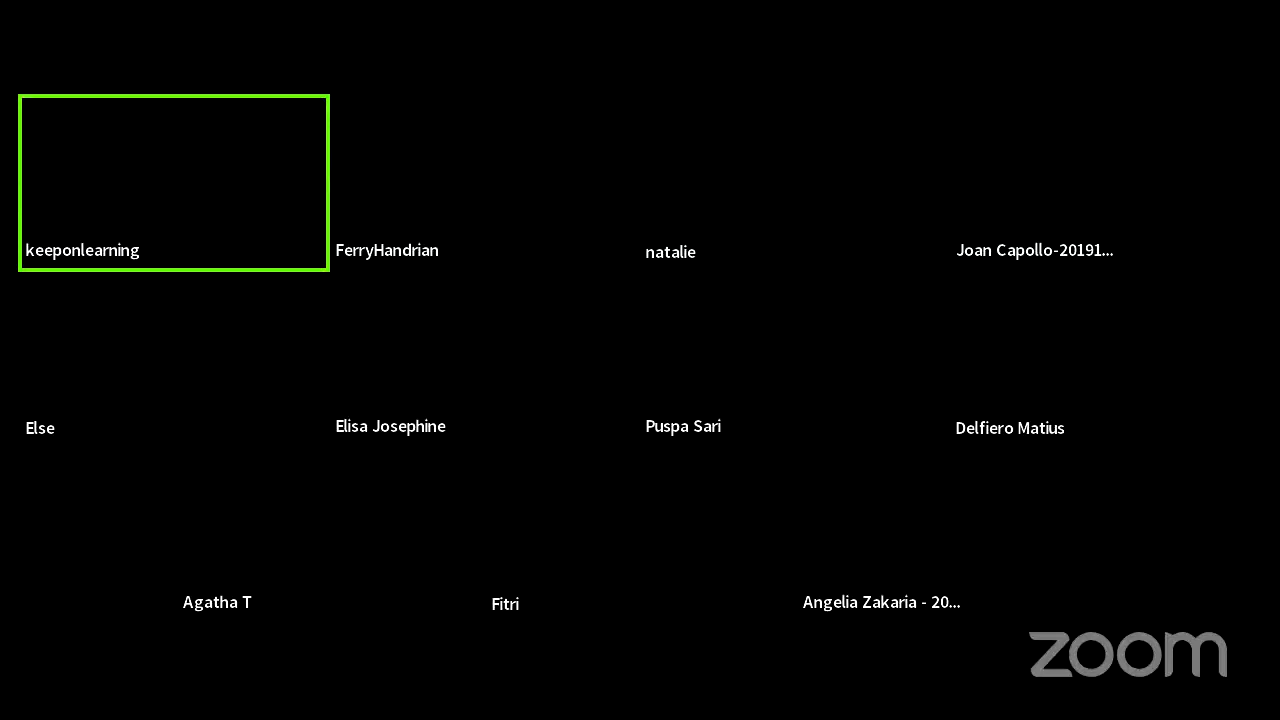 keeponlearning
FerryHandrian
natalie
Joan Capollo-20191...
Else
Elisa Josephine
Puspa Sari
Delfiero Matius
Agatha T
Fitri
Angelia Zakaria - 20...
zoom